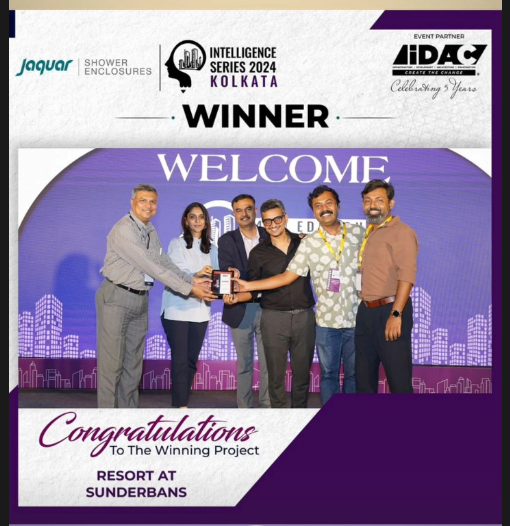 Jaquar
SHOWER
ENCLOSURES
INTELLIGENCE
SERIES 2024
KOLKATA
EVENT PARTNER
AIDAC
CREATE THE CHANGE
Celebrating 5 Years
WINNER
WELCOME
Congratulations
To The Winning Project
RESORT AT
SUNDERBANS